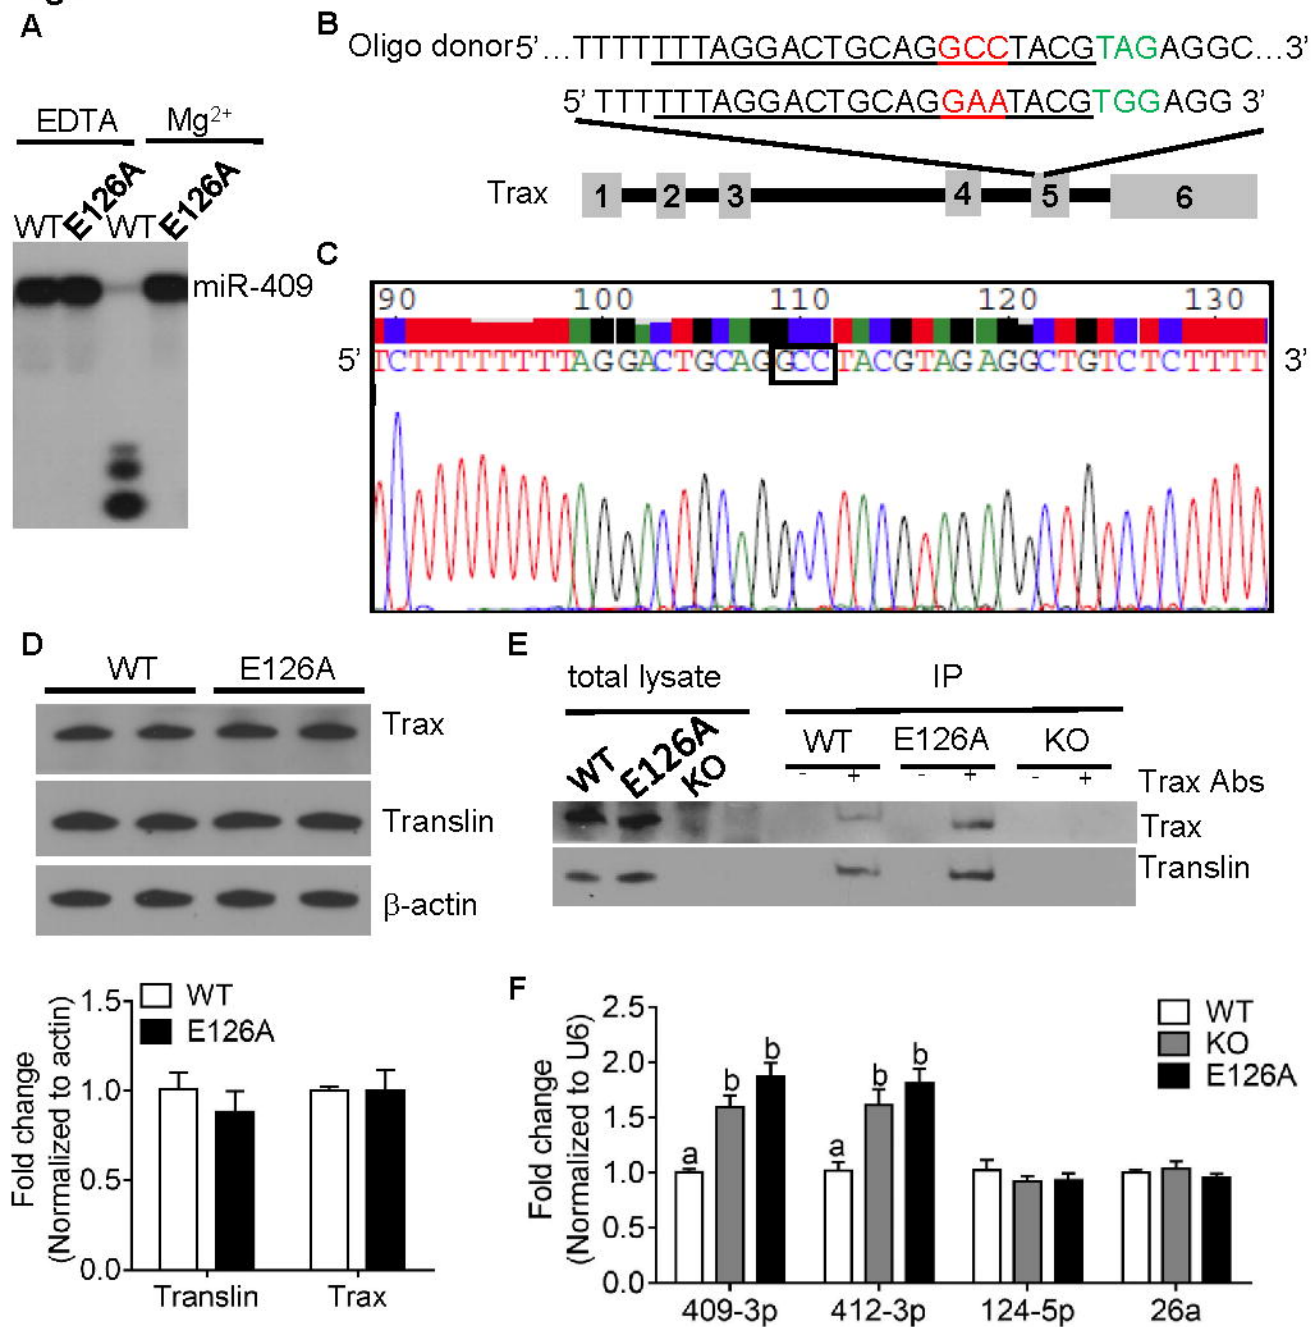 A
EDTA
Mg2+
WT
E126A
WT
E126A
miR-409
B
Oligo donor5’ …TTTTTTTAGGACTGCAGGCCTACGTAGAGGC…3’
5’ TTTTTTTAGGACTGCAGGAATACGTGGAGG 3’
Trax
1
2
3
4
5
6
C
90 100 110 120 130
5’ TCTTTTTTTTAGGACTGCAGGCCTACGTAGAGGCTGTCTCTTTT 3’
D
WT
E126A
Trax
Translin
β-actin
Fold change
(Normalized to actin)
1.5
1.0
0.5
0.0
WT
E126A
Translin
Trax
E
total lysate
IP
WT
E126A
KO
WT
E126A
KO
- + - + - +
Trax Abs
Trax
Translin
F
Fold change
(Normalized to U6)
2.5
2.0
1.5
1.0
0.5
0.0
WT
KO
E126A
a
b
b
a
b
b
409-3p
412-3p
124-5p
26a